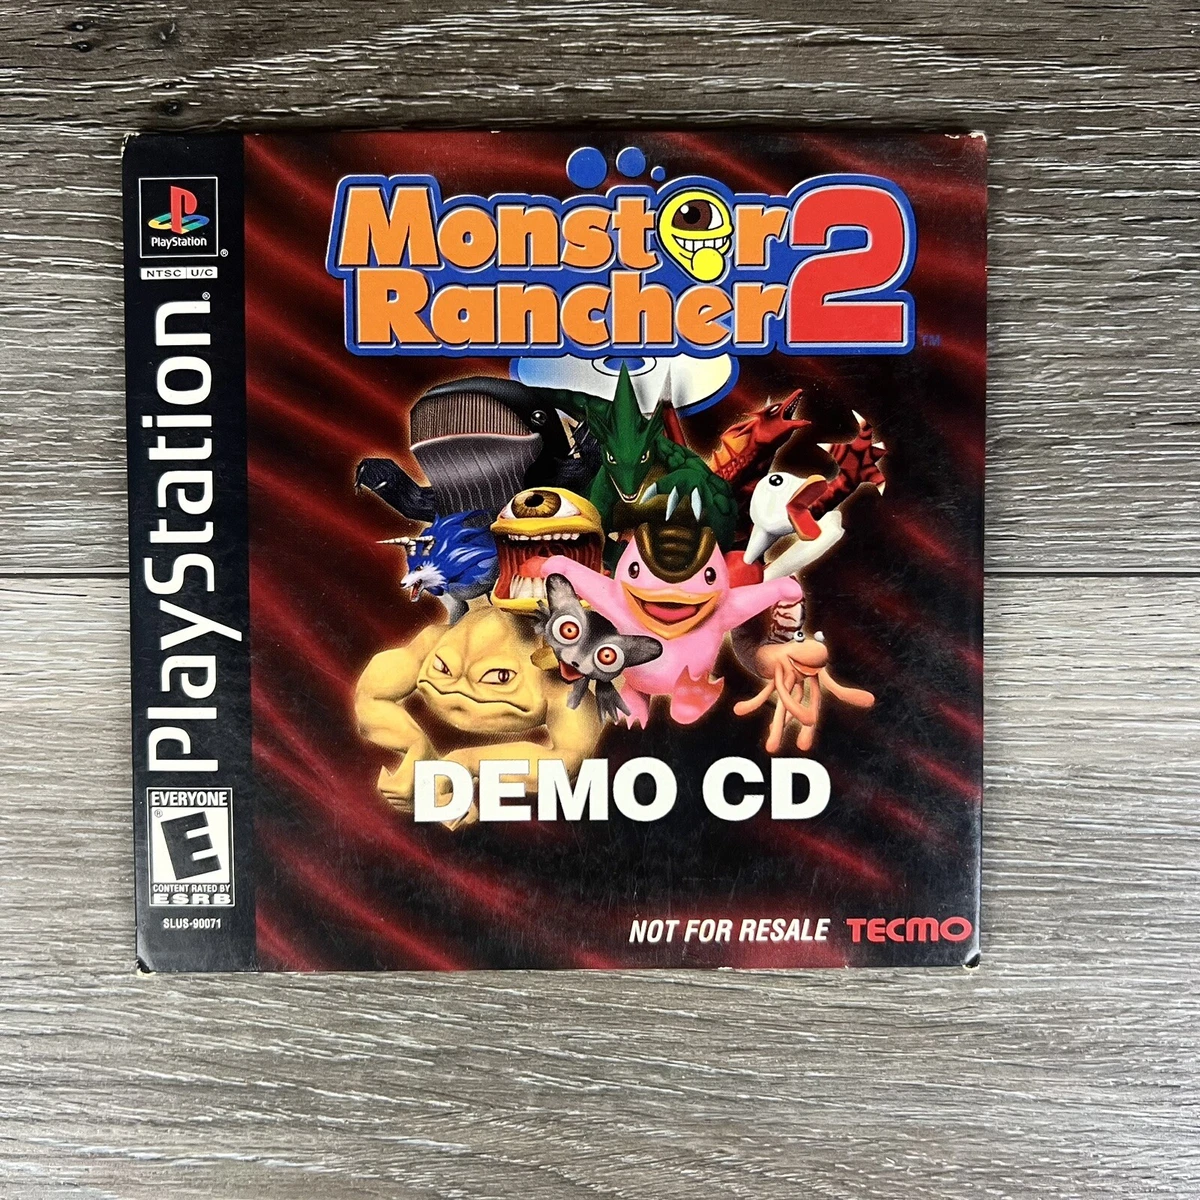 PlayStation
®
NTSC U/C
PlayStation®
EVERYONE
E
®
CONTENT RATED BY
ESRB
SLUS-90071
Monster
Rancher 2
TM
DEMO CD
NOT FOR RESALE TECMO